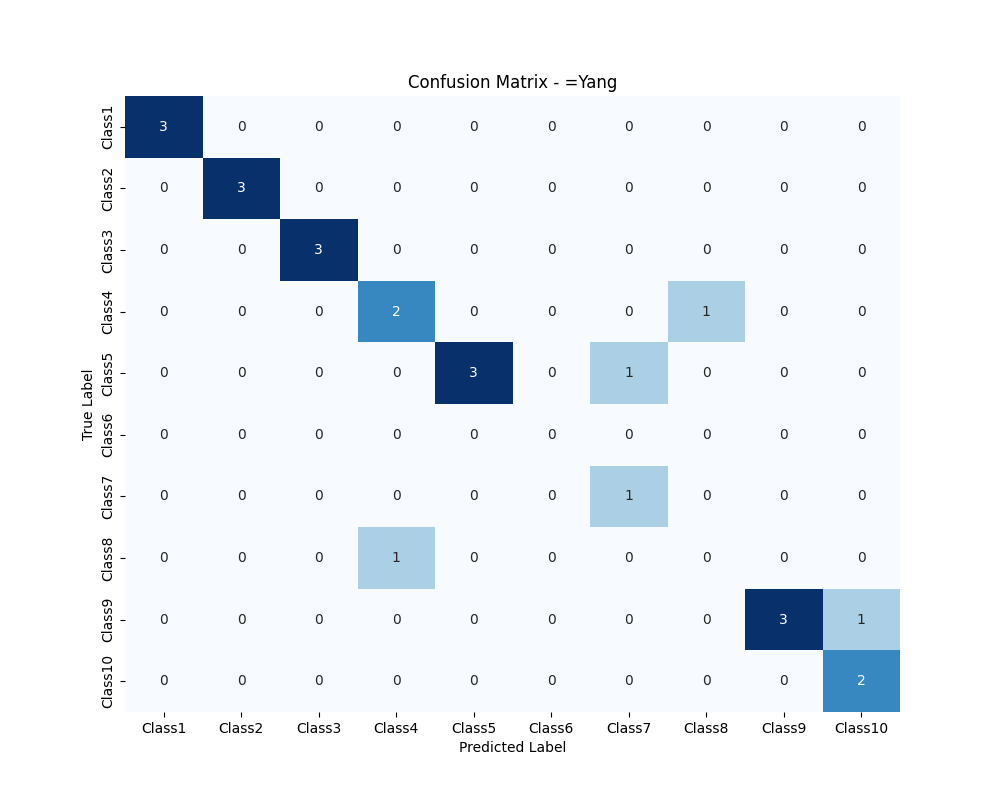 Confusion Matrix - =Yang
Class1 3 0 0 0 0 0 0 0 0 0
Class2 0 3 0 0 0 0 0 0 0 0
Class3 0 0 3 0 0 0 0 0 0 0
Class4 0 0 0 2 0 0 0 1 0 0
Class5 0 0 0 0 3 0 1 0 0 0
Class6 0 0 0 0 0 0 0 0 0 0
Class7 0 0 0 0 0 0 1 0 0 0
Class8 0 0 0 1 0 0 0 0 0 0
Class9 0 0 0 0 0 0 0 0 3 1
Class10 0 0 0 0 0 0 0 0 0 2
True Label
Class1 Class2 Class3 Class4 Class5 Class6 Class7 Class8 Class9 Class10
Predicted Label